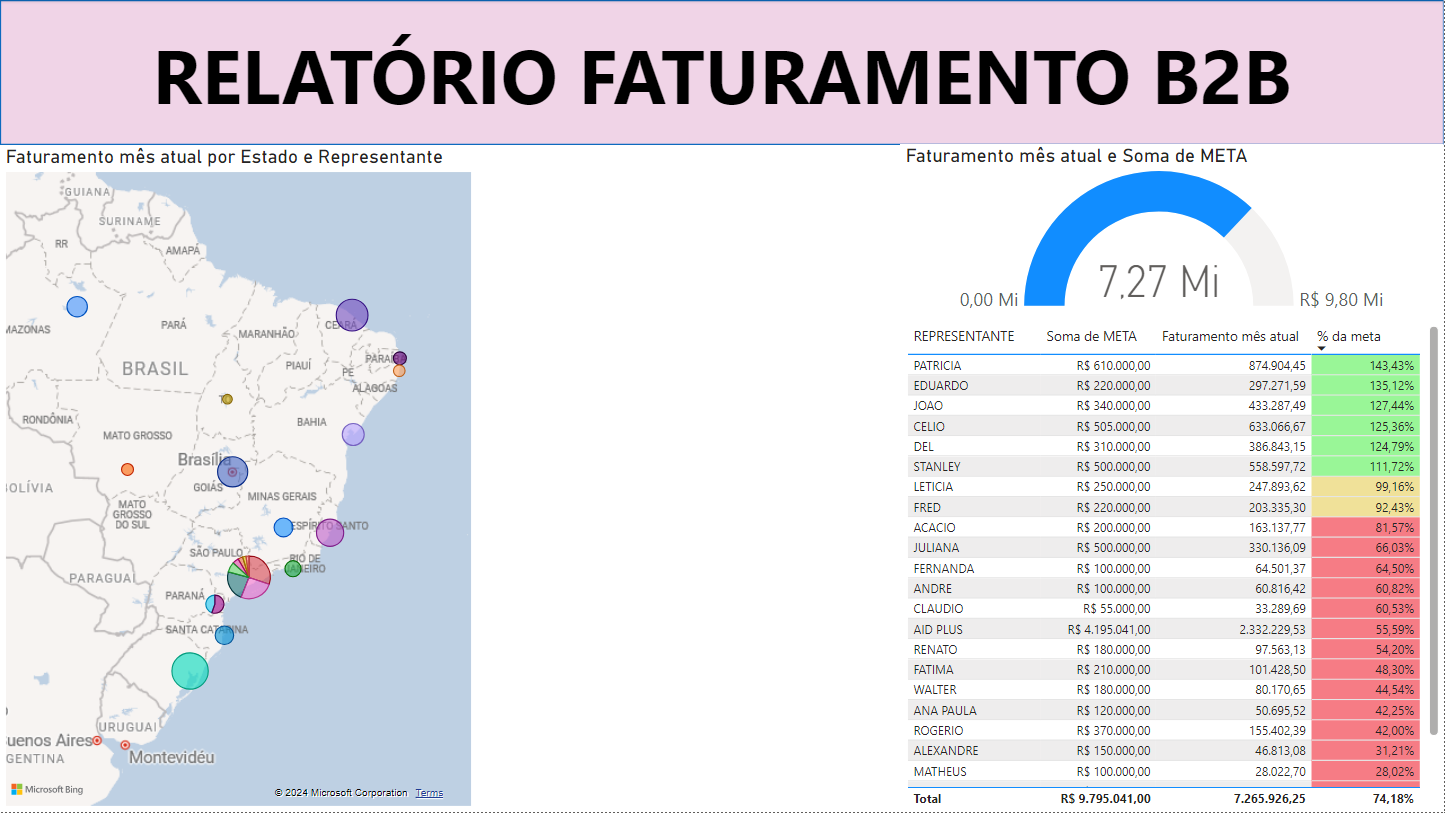 RELATÓRIO FATURAMENTO B2B
Faturamento mês atual por Estado e Representante
GUIANA
SURINAME
RR
AMAPÁ
MAZONAS
PARÁ
MARANHÃO
CEARÁ
BRASIL
PIAUÍ
PARAIB
PE
ALAGOAS
RONDÔNIA
BAHIA
MATO GROSSO
Brasília
OLÍVIA
GOIÁS
MINAS GERAIS
MATO
GROSSO
DO SUL
ESPÍRITO SANTO
SÃO PAULO
RIO DE
JANEIRO
PARAGUAI
PARANÁ
SANTA CATARINA
URUGUAI
uenos Aires
GENTINA
Montevidéu
Microsoft Bing
© 2024 Microsoft Corporation Terms
Faturamento mês atual e Soma de META
7,27 Mi
0,00 Mi
R$ 9,80 Mi
REPRESENTANTE Soma de META Faturamento mês atual % da meta
PATRICIA R$ 610.000,00 874.904,45 143,43%
EDUARDO R$ 220.000,00 297.271,59 135,12%
JOAO R$ 340.000,00 433.287,49 127,44%
CELIO R$ 505.000,00 633.066,67 125,36%
DEL R$ 310.000,00 386.843,15 124,79%
STANLEY R$ 500.000,00 558.597,72 111,72%
LETICIA R$ 250.000,00 247.893,62 99,16%
FRED R$ 220.000,00 203.335,30 92,43%
ACACIO R$ 200.000,00 163.137,77 81,57%
JULIANA R$ 500.000,00 330.136,09 66,03%
FERNANDA R$ 100.000,00 64.501,37 64,50%
ANDRE R$ 100.000,00 60.816,42 60,82%
CLAUDIO R$ 55.000,00 33.289,69 60,53%
AID PLUS R$ 4.195.041,00 2.332.229,53 55,59%
RENATO R$ 180.000,00 97.563,13 54,20%
FATIMA R$ 210.000,00 101.428,50 48,30%
WALTER R$ 180.000,00 80.170,65 44,54%
ANA PAULA R$ 120.000,00 50.695,52 42,25%
ROGERIO R$ 370.000,00 155.402,39 42,00%
ALEXANDRE R$ 150.000,00 46.813,08 31,21%
MATHEUS R$ 100.000,00 28.022,70 28,02%
Total R$ 9.795.041,00 7.265.926,25 74,18%